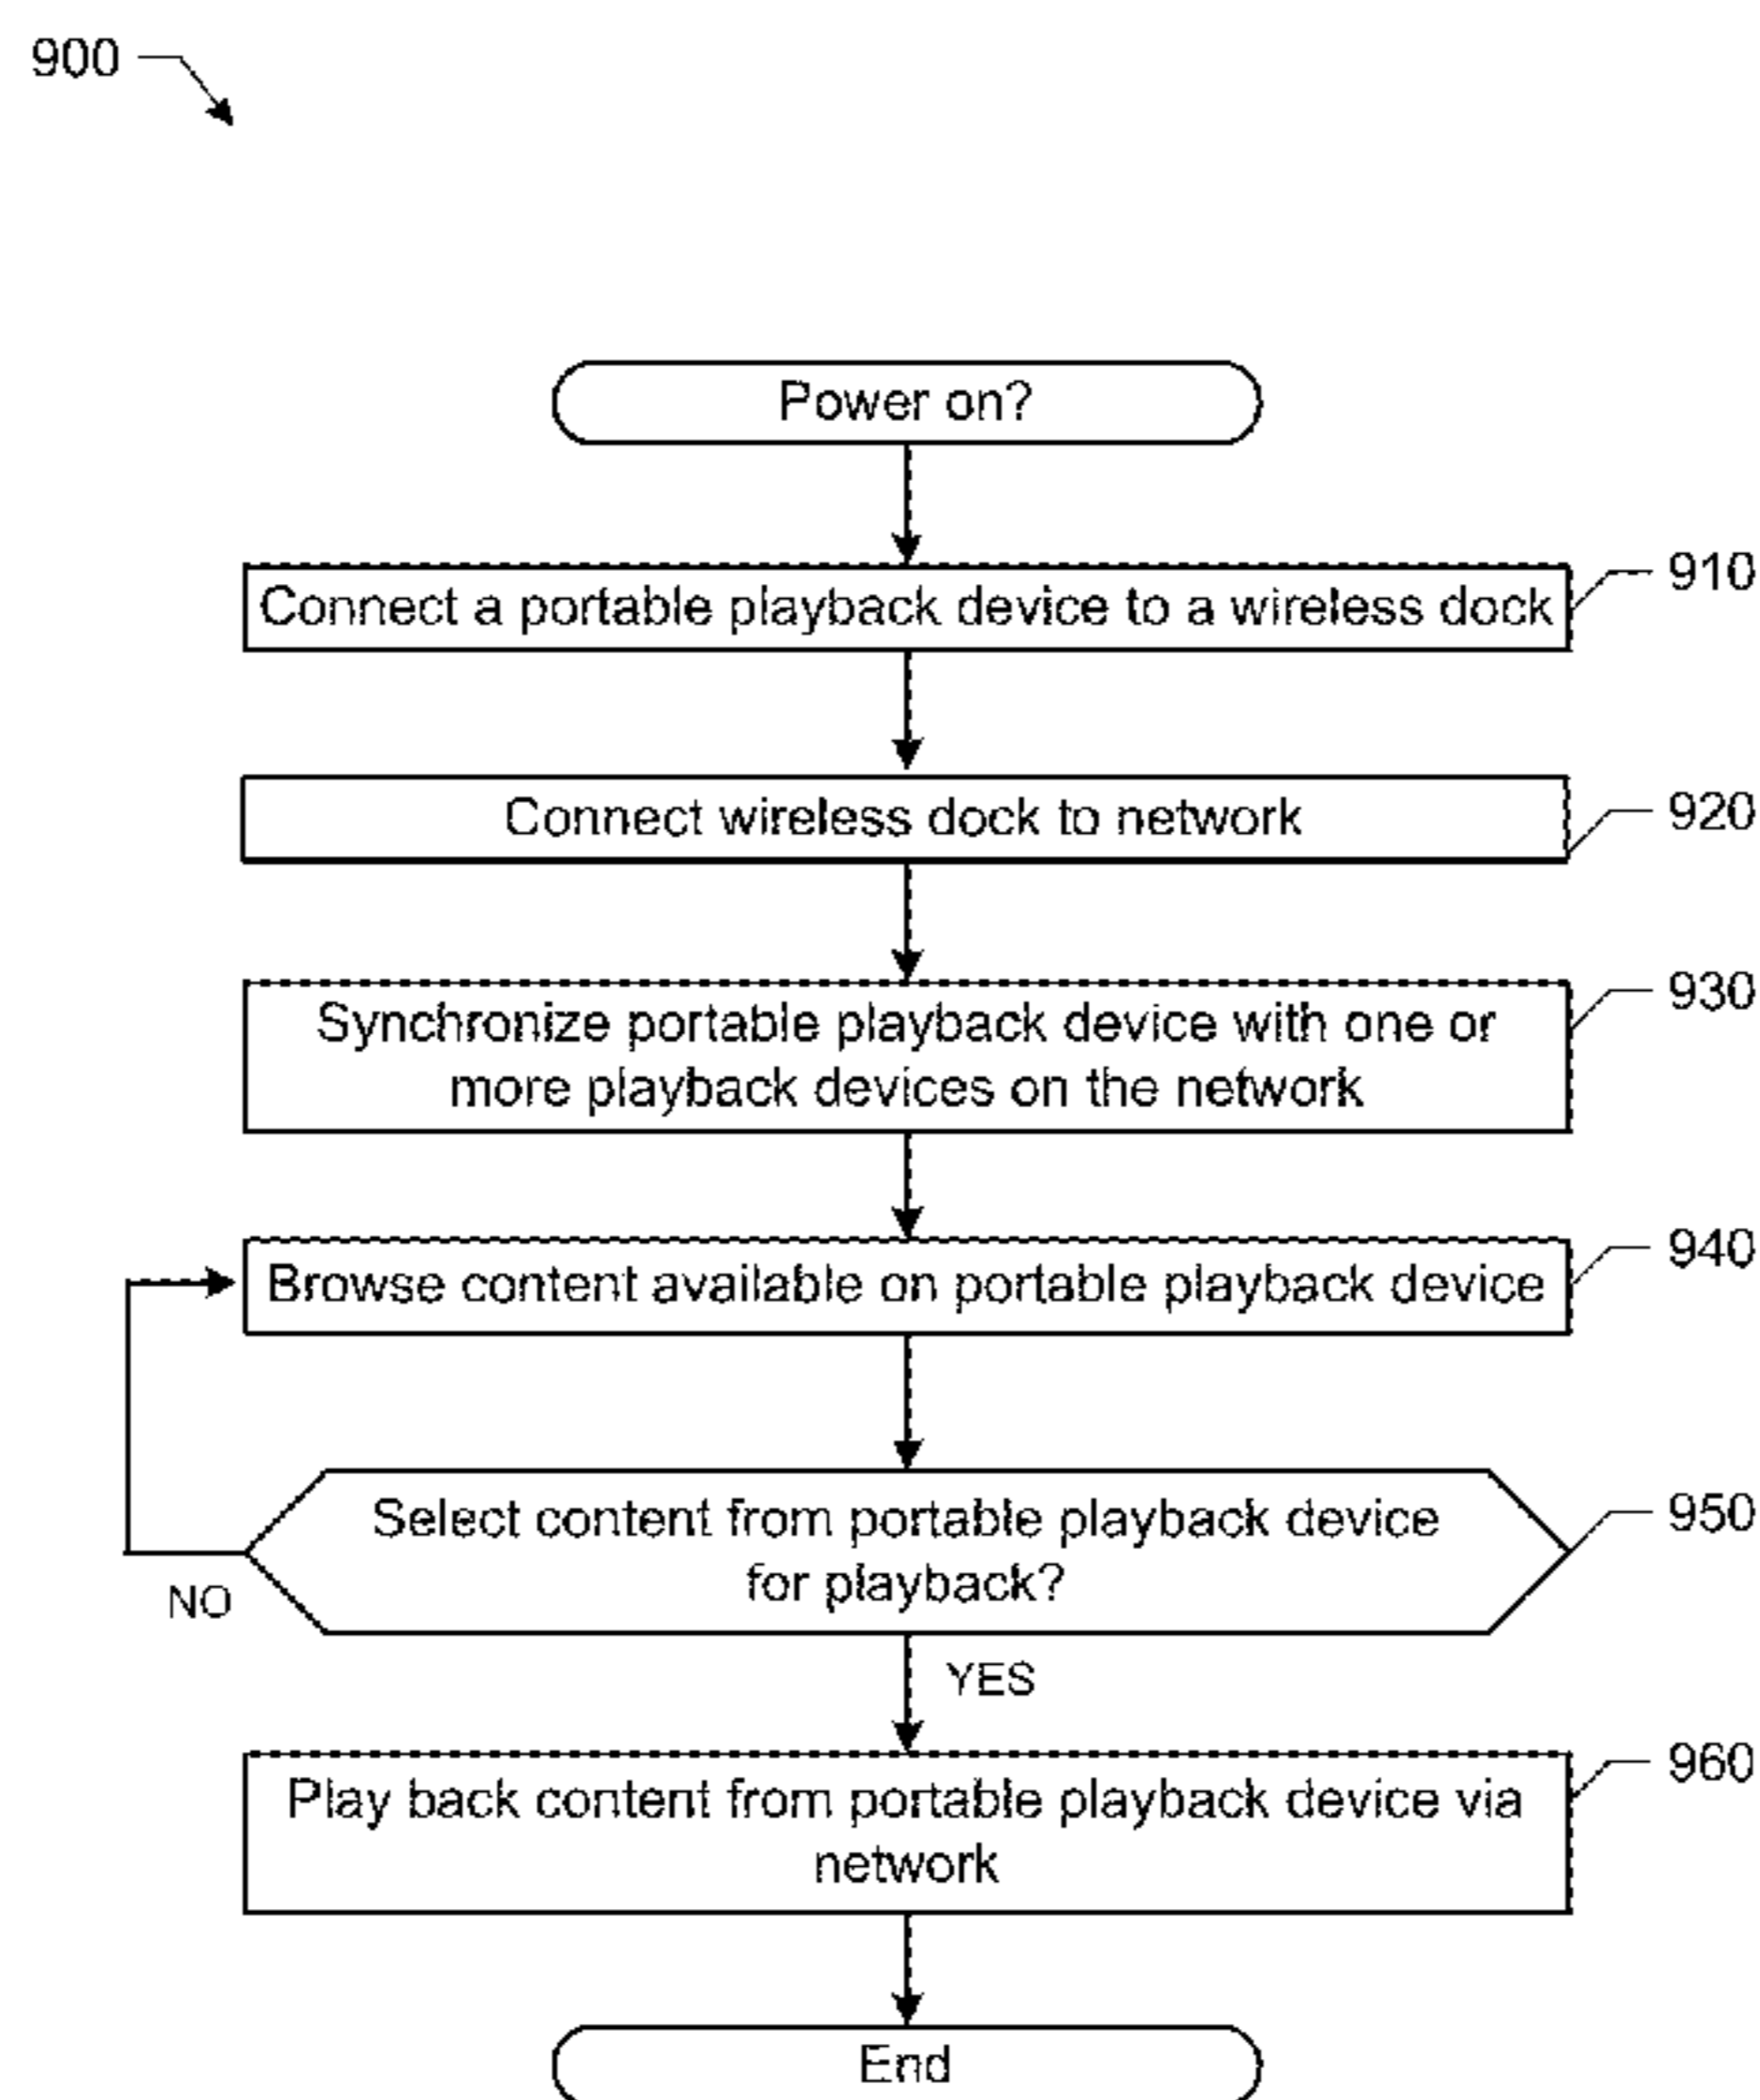 900
Power on?
Connect a portable playback device to a wireless dock
910
Connect wireless dock to network
920
Synchronize portable playback device with one or
more playback devices on the network
930
Browse content available on portable playback device
940
Select content from portable playback device
for playback?
950
NO
YES
Play back content from portable playback device via
network
960
End